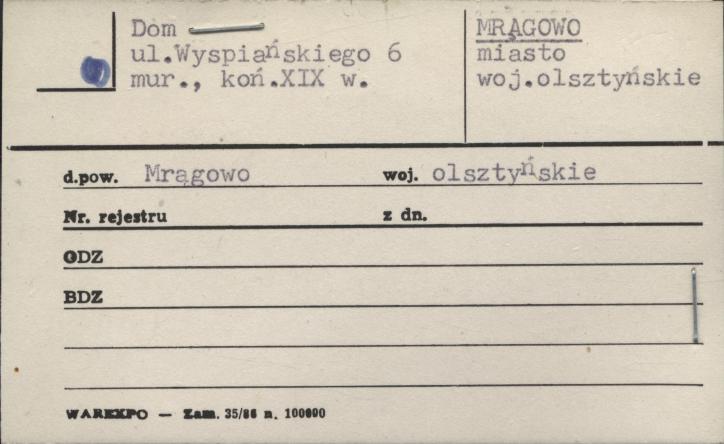 Dom
ul.Wyspiańskiego 6
mur., koń.XIX w.
MRĄGOWO
miasto
woj.olsztyńskie
d.pow. Mrągowo woj. olsztyńskie
Nr. rejestru z dn.
ODZ
BDZ
WAREXPO — Zam. 35/86 n. 100000